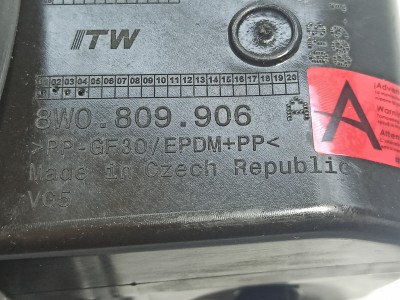 ITW
01 02 03 04 05 06 07 08 09 10 11 12 13 14 15 16 17 18 19 20
8W0.809.906 A
>PP-GF30/EPDM+PP<
Made in Czech Republic
VC5
A